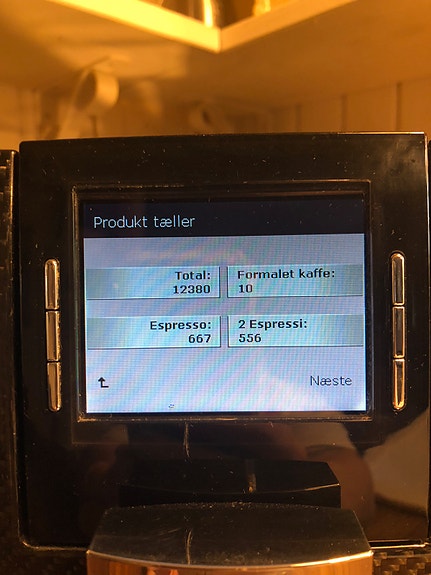 Produkt tæller
Total:
12380
Formalet kaffe:
10
Espresso:
667
2 Espressi:
556
Næste